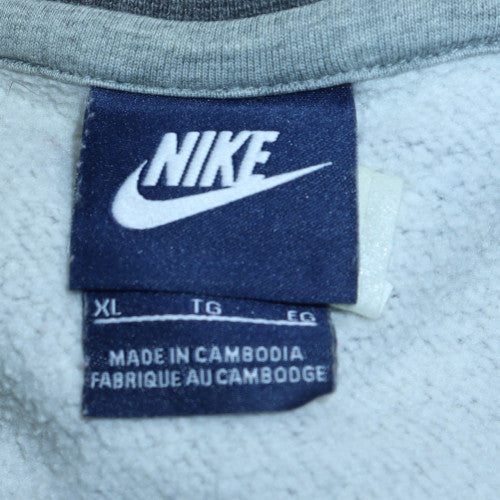 NIKE
XL TG EG
MADE IN CAMBODIA
FABRIQUE AU CAMBODGE